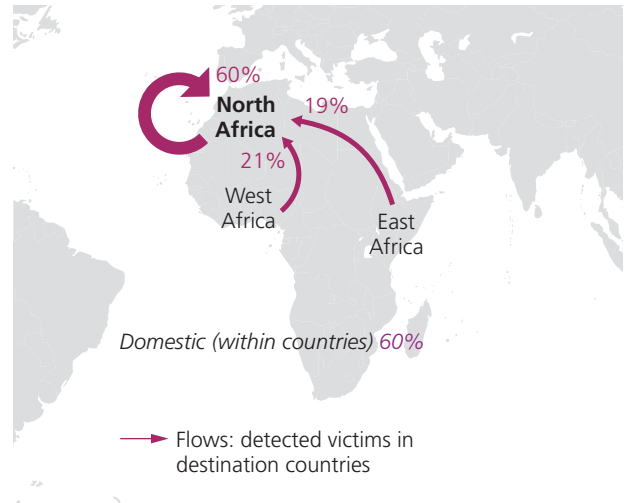 60%
North
Africa
19%
21%
West
Africa
East
Africa
Domestic (within countries) 60%
Flows: detected victims in
destination countries